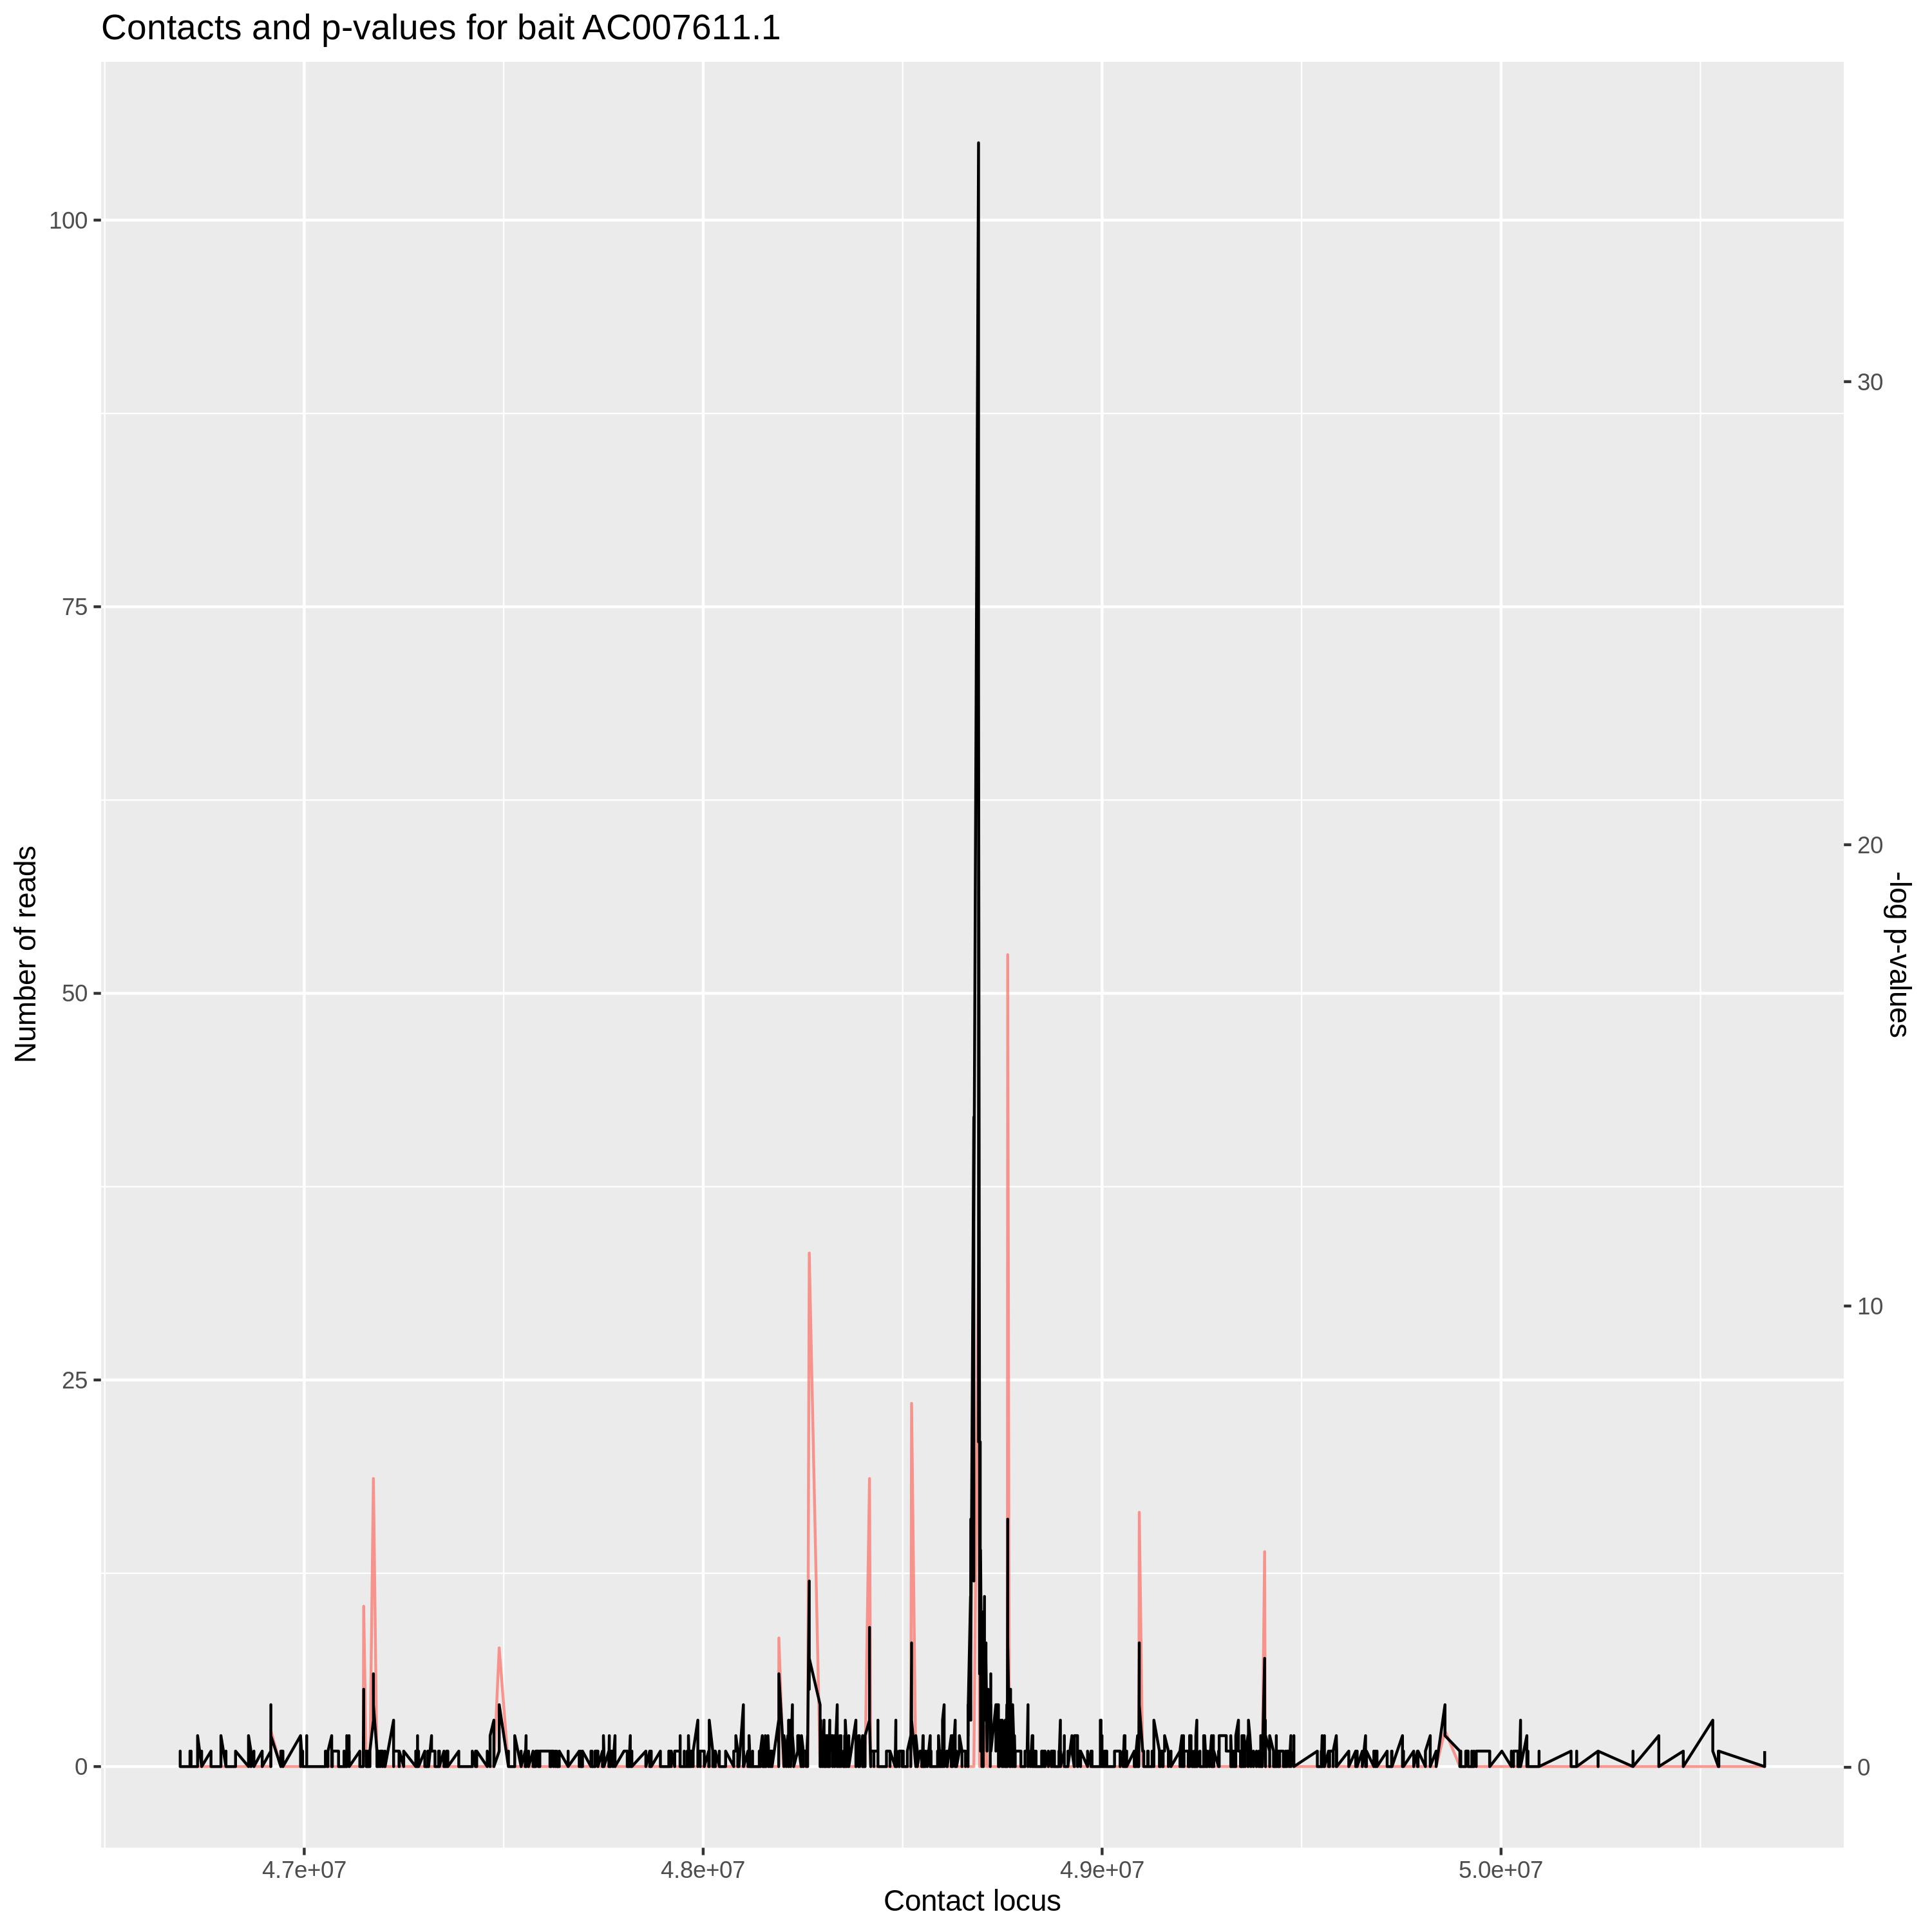 Contacts and p-values for bait AC007611.1
100
75
50
25
0
Number of reads
30
20
10
0
-log p-values
4.7e+07
4.8e+07
4.9e+07
5.0e+07
Contact locus